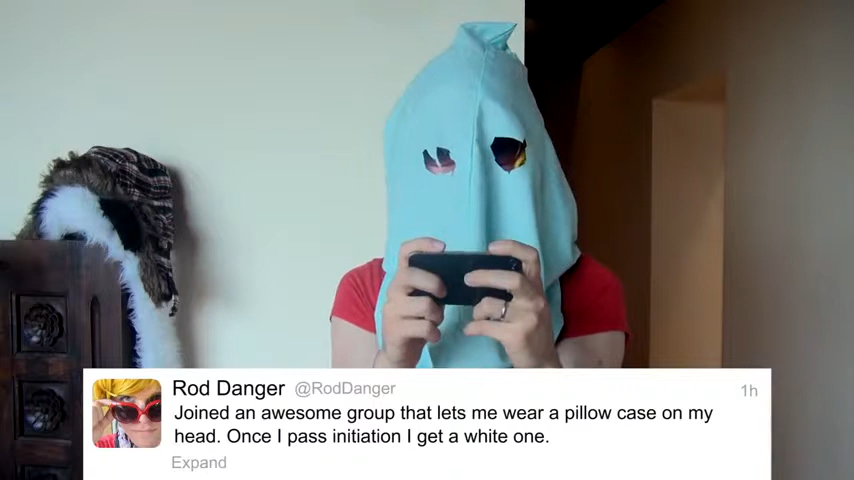 Rod Danger @RodDanger 1h
Joined an awesome group that lets me wear a pillow case on my
head. Once I pass initiation I get a white one.
Expand